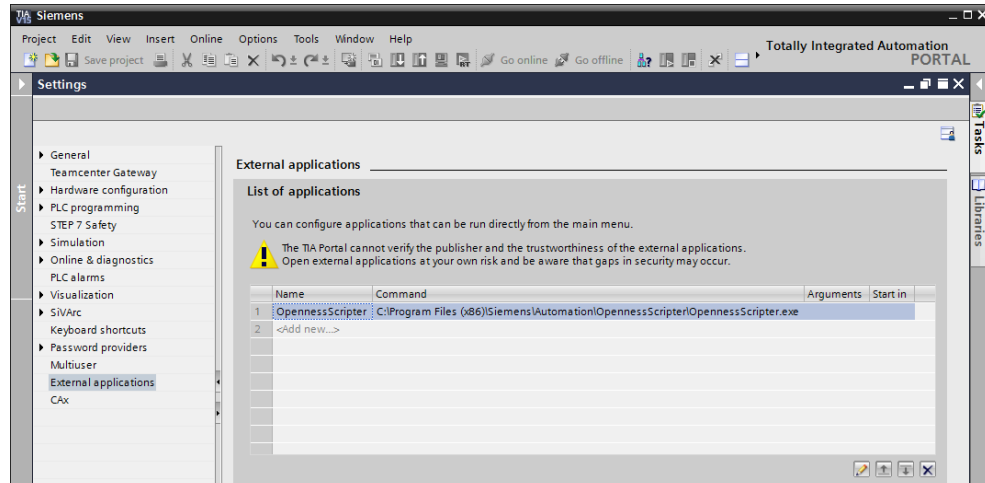 TIA V15 Siemens
Project Edit View Insert Online Options Tools Window Help
Totally Integrated Automation
PORTAL
Save project
Go online
Go offline
Settings
Start
Tasks
Libraries
General
Teamcenter Gateway
Hardware configuration
PLC programming
STEP 7 Safety
Simulation
Online & diagnostics
PLC alarms
Visualization
SiVArc
Keyboard shortcuts
Password providers
Multiuser
External applications
CAx
External applications
List of applications
You can configure applications that can be run directly from the main menu.
The TIA Portal cannot verify the publisher and the trustworthiness of the external applications.
Open external applications at your own risk and be aware that gaps in security may occur.
Name Command Arguments Start in
1 OpennessScripter C:\Program Files (x86)\Siemens\Automation\OpennessScripter\OpennessScripter.exe
2 <Add new...>